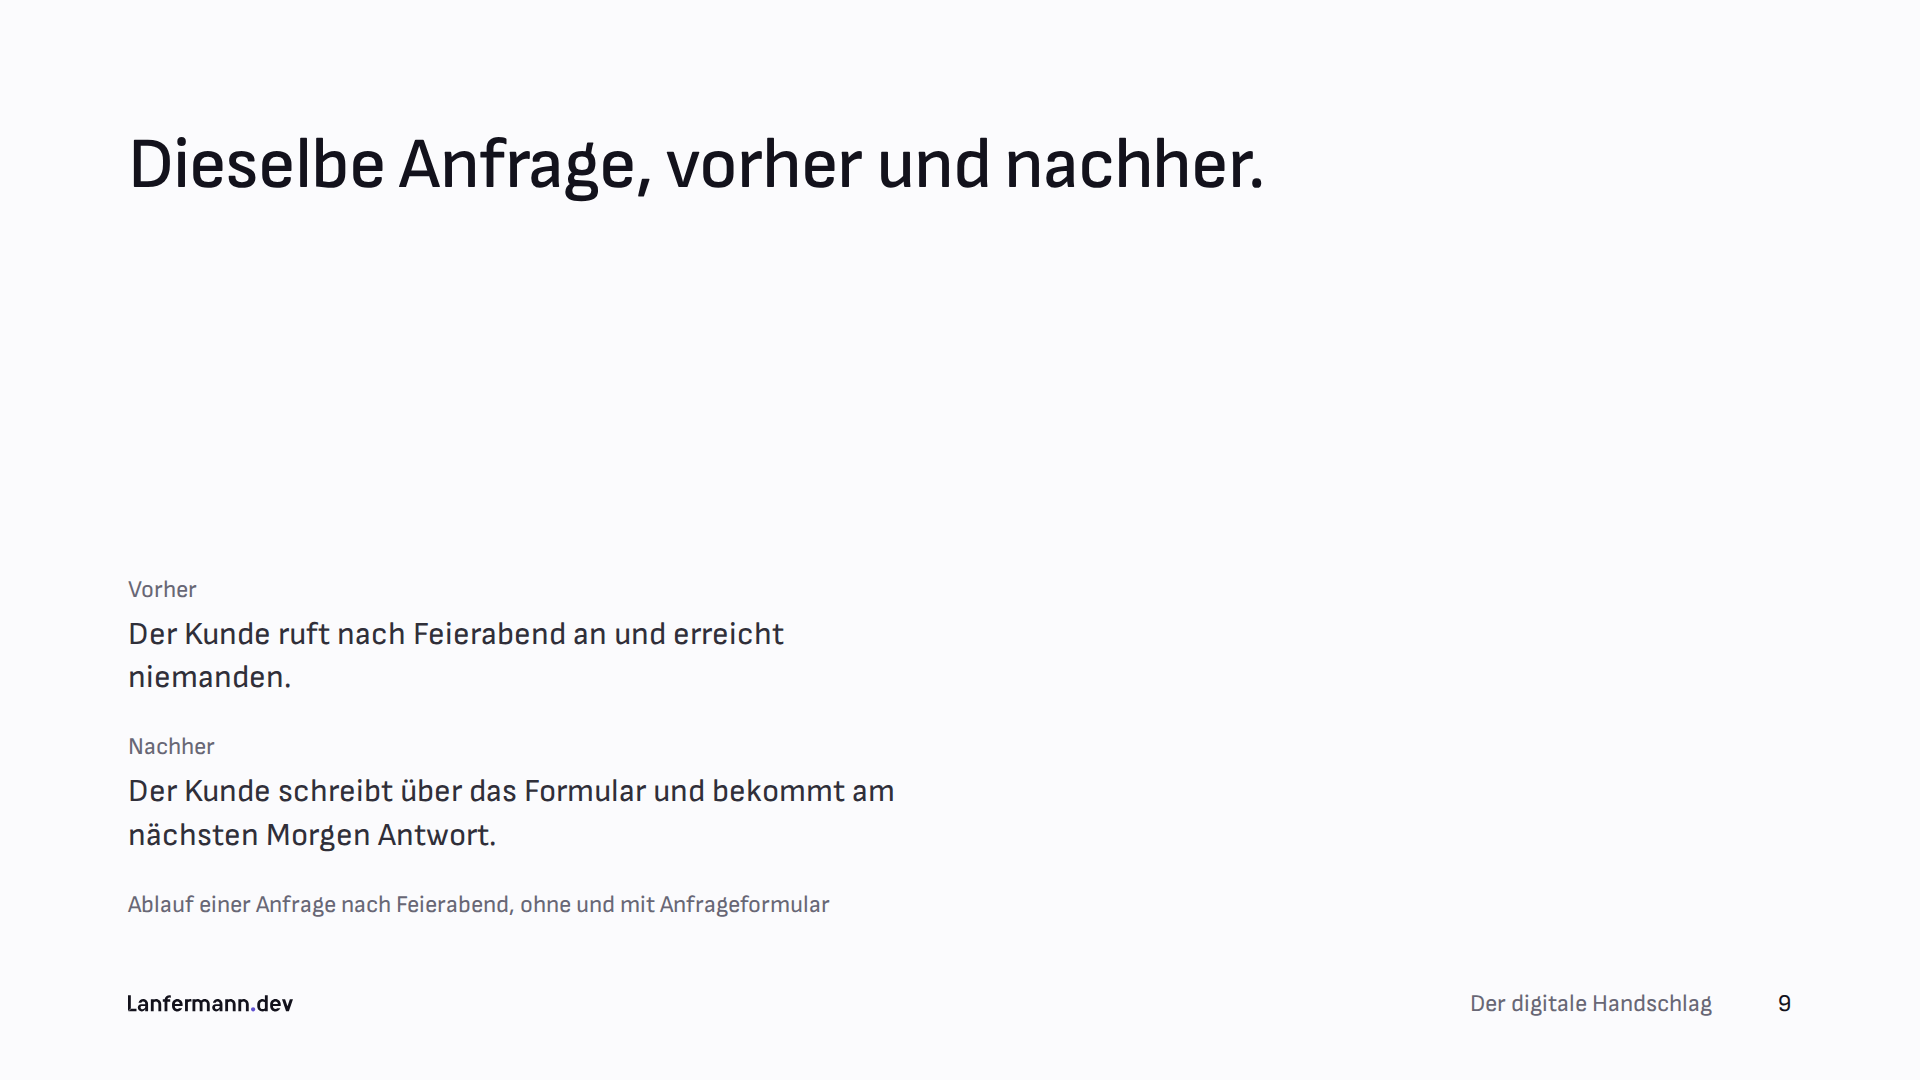 Dieselbe Anfrage, vorher und nachher.
Vorher
Der Kunde ruft nach Feierabend an und erreicht
niemanden.
Nachher
Der Kunde schreibt über das Formular und bekommt am
nächsten Morgen Antwort.
Ablauf einer Anfrage nach Feierabend, ohne und mit Anfrageformular
Lanfermann.dev
Der digitale Handschlag
9